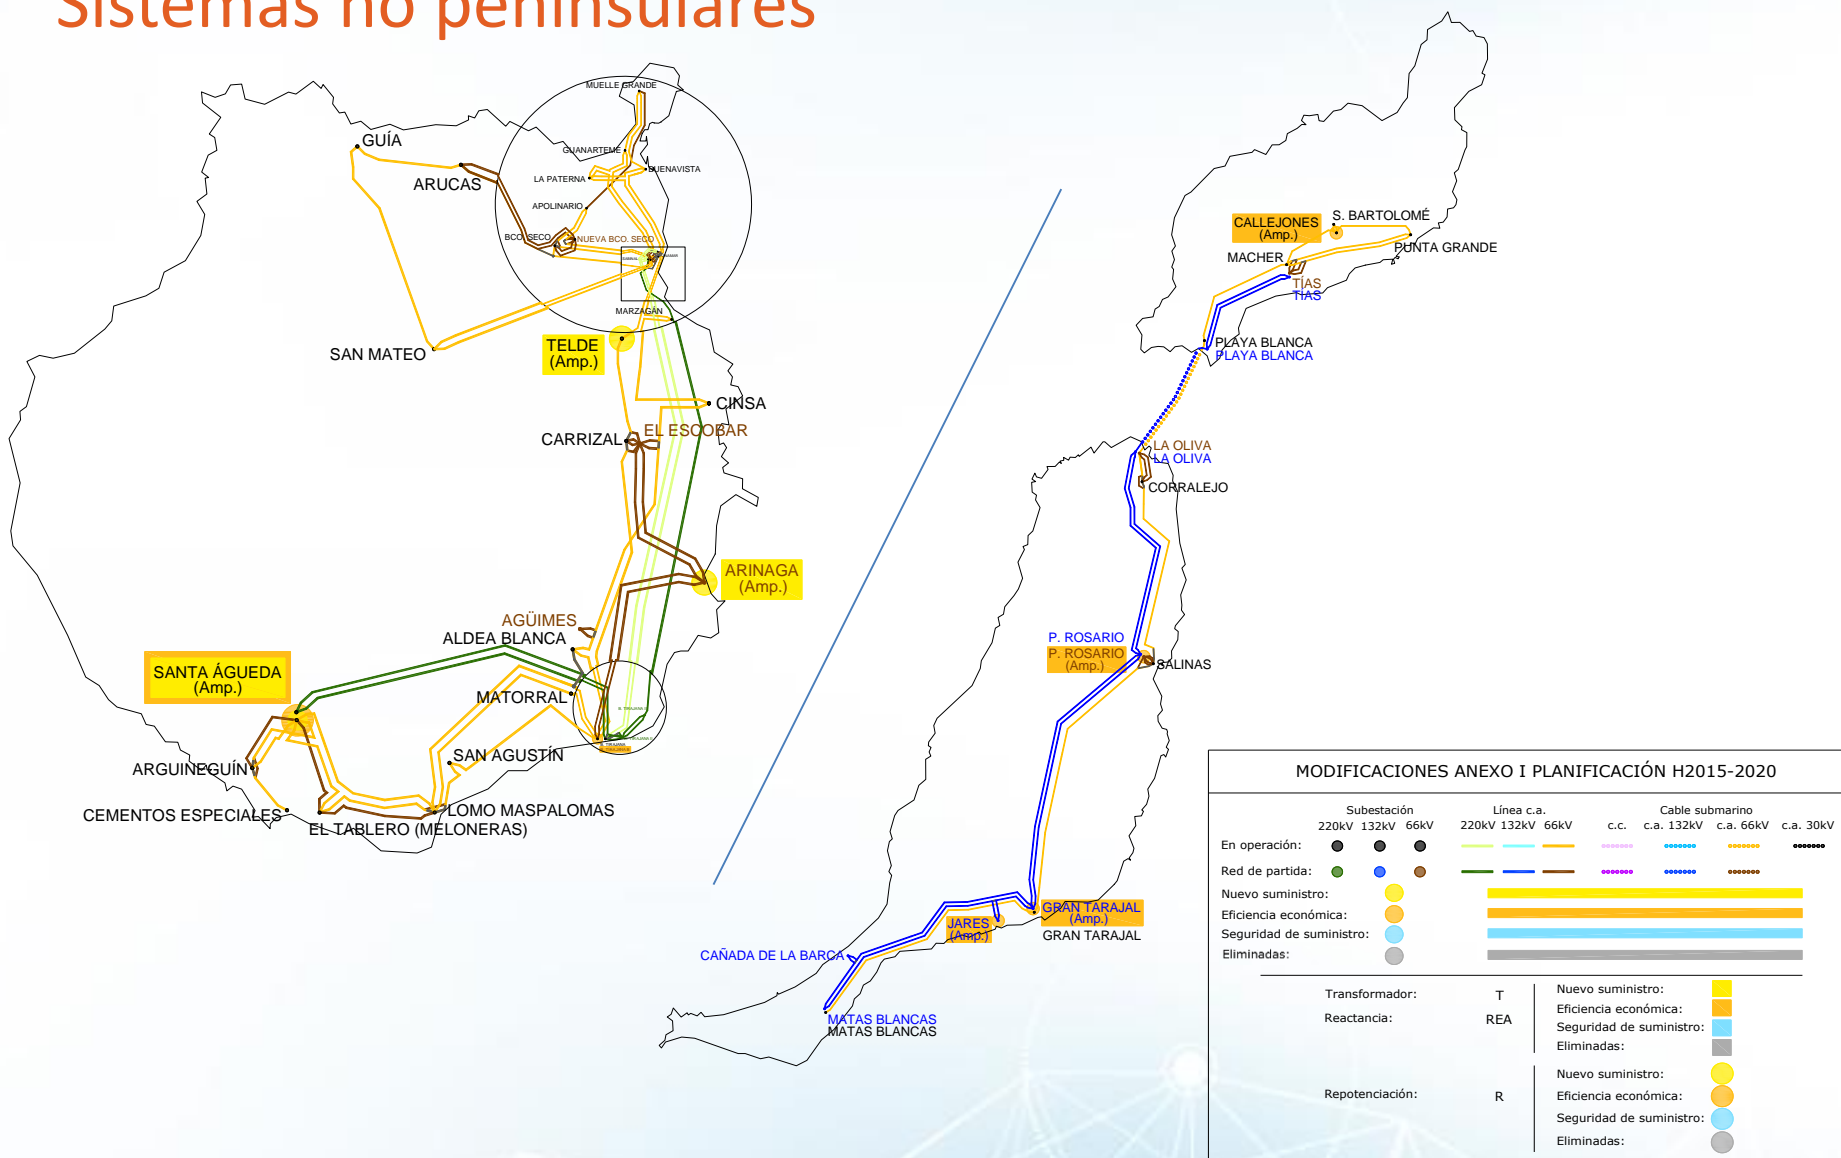 Sistemas no peninsulares
MUELLE GRANDE
GUÍA
GUANARTEME
ARUCAS
LA PATERNA
BUENAVISTA
APOLINARIO
BCO. SECO
NUEVA BCO. SECO
MARZAGÁN
SAN MATEO
TELDE
(Amp.)
CINSA
CARRIZAL
EL ESCOBAR
ARINAGA
(Amp.)
AGÜIMES
ALDEA BLANCA
SANTA ÁGUEDA
(Amp.)
MATORRAL
SAN AGUSTÍN
ARGUINEGUÍN
CEMENTOS ESPECIALES
LOMO MASPALOMAS
EL TABLERO (MELONERAS)
CALLEJONES
(Amp.)
S. BARTOLOMÉ
PUNTA GRANDE
MACHER
TÍAS
TÍAS
PLAYA BLANCA
PLAYA BLANCA
LA OLIVA
LA OLIVA
CORRALEJO
P. ROSARIO
P. ROSARIO
(Amp.)
SALINAS
GRAN TARAJAL
(Amp.)
GRAN TARAJAL
JARES
(Amp.)
CAÑADA DE LA BARCA
MATAS BLANCAS
MATAS BLANCAS
MODIFICACIONES ANEXO I PLANIFICACIÓN H2015-2020
Subestación Línea c.a. Cable submarino
220kV 132kV 66kV 220kV 132kV 66kV c.c. c.a. 132kV c.a. 66kV c.a. 30kV
En operación:
Red de partida:
Nuevo suministro:
Eficiencia económica:
Seguridad de suministro:
Eliminadas:
Transformador: T
Reactancia: REA
Nuevo suministro:
Eficiencia económica:
Seguridad de suministro:
Eliminadas:
Repotenciación: R
Nuevo suministro:
Eficiencia económica:
Seguridad de suministro:
Eliminadas: